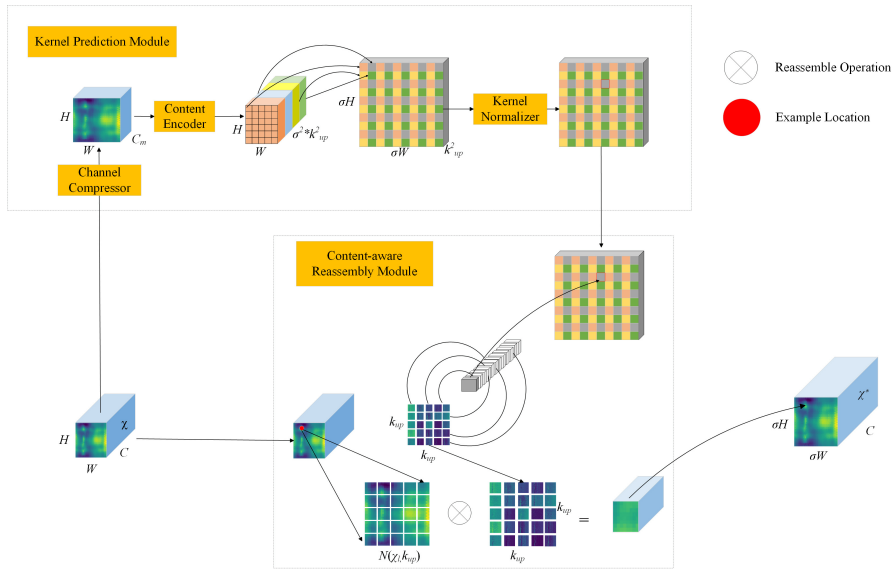 Kernel Prediction Module
H
W
C_m
Content
Encoder
H
W
σ²*k²_up
σH
σW
k²_up
Kernel
Normalizer
Channel
Compressor
Reassemble Operation
Example Location
Content-aware
Reassembly Module
H
W
χ
C
k_up
k_up
N(χ_l,k_up)
k_up
k_up
=
σH
σW
χ*
C